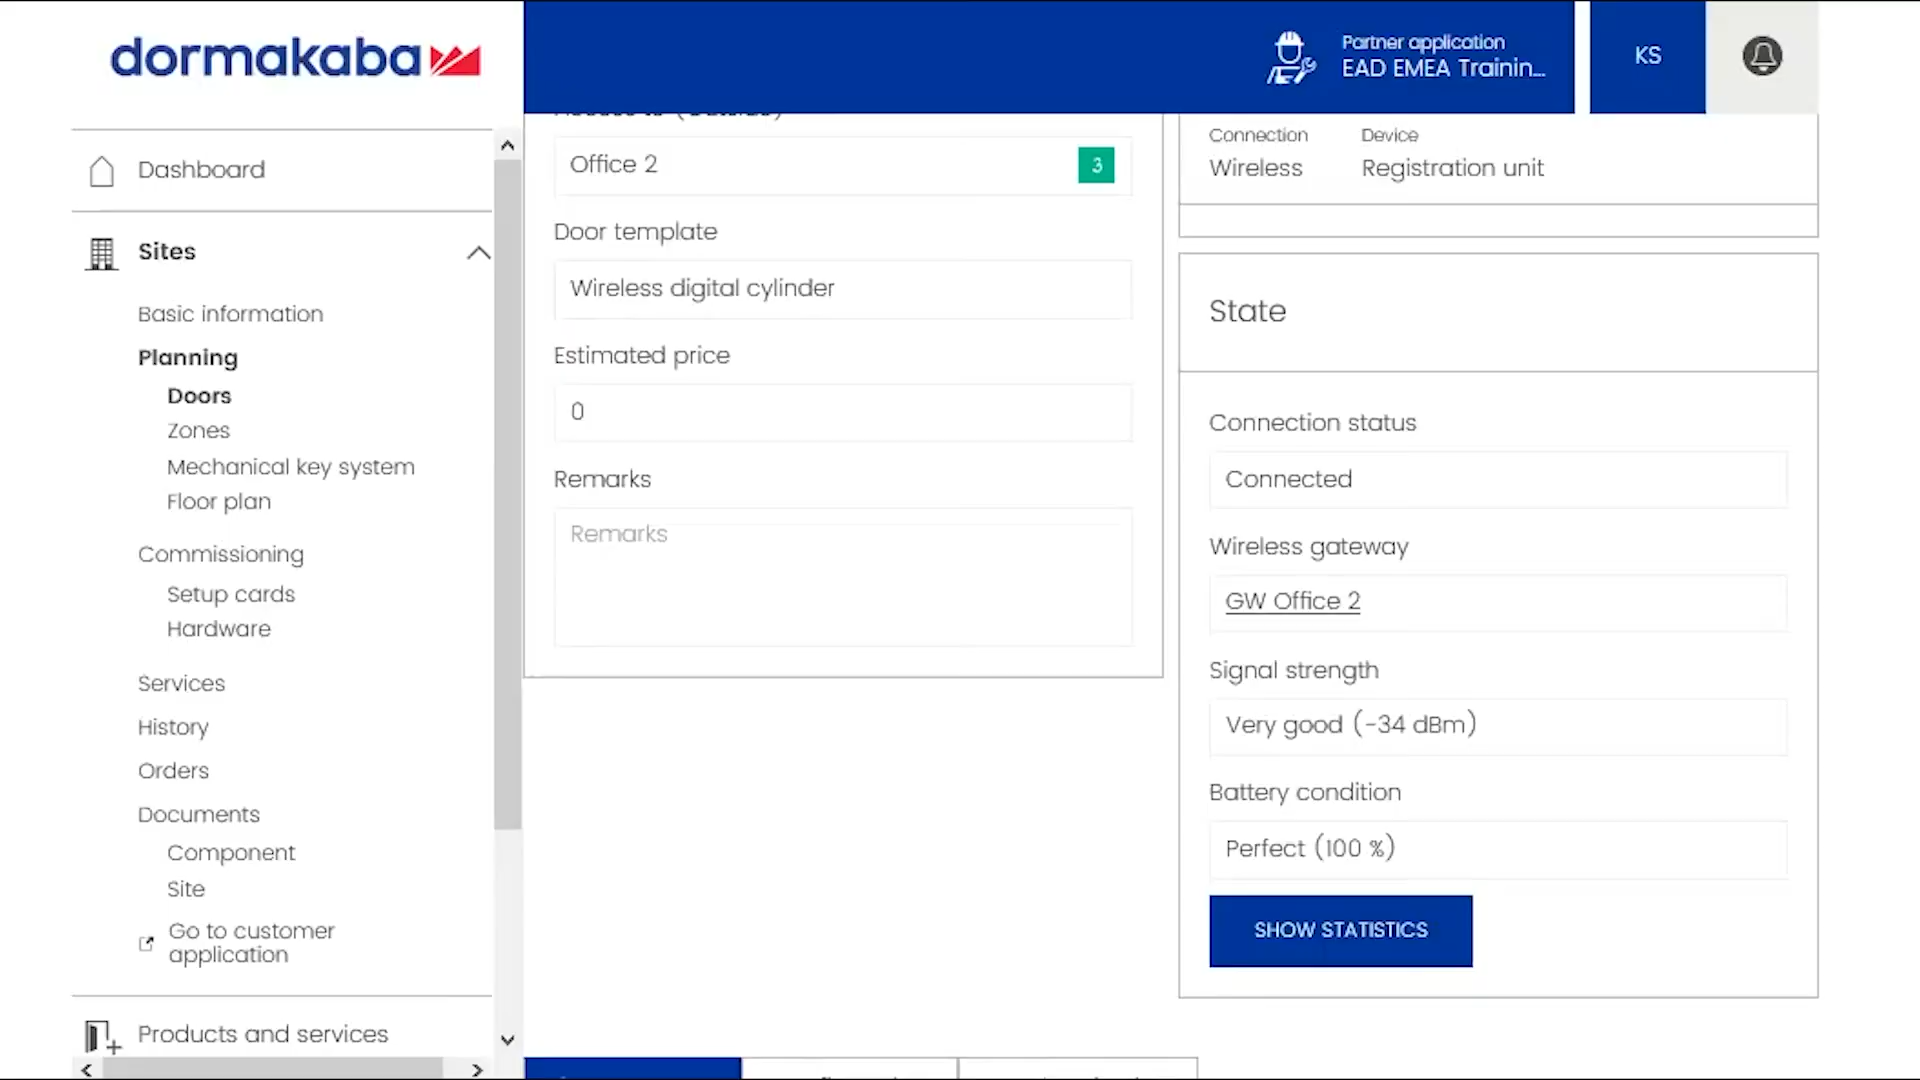 dormakaba
Partner application
EAD EMEA Trainin...
KS
Dashboard
Sites
Basic information
Planning
Doors
Zones
Mechanical key system
Floor plan
Commissioning
Setup cards
Hardware
Services
History
Orders
Documents
Component
Site
Go to customer
application
Products and services
Office 2
3
Door template
Wireless digital cylinder
Estimated price
0
Remarks
Remarks
Connection Device
Wireless Registration unit
State
Connection status
Connected
Wireless gateway
GW Office 2
Signal strength
Very good (-34 dBm)
Battery condition
Perfect (100 %)
SHOW STATISTICS